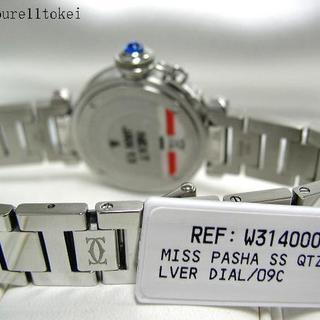 ourelltokei
REF: W314000
MISS PASHA SS QTZ
LVER DIAL/09C